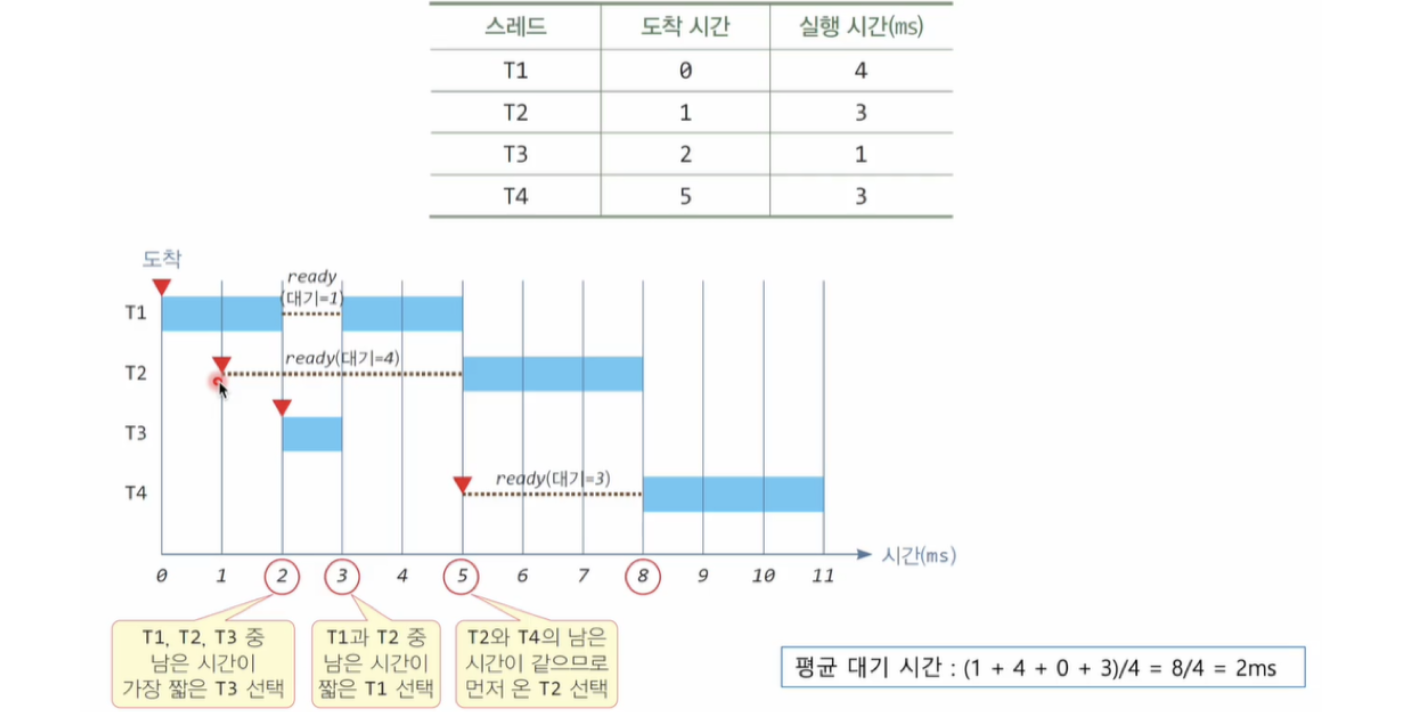 스레드 도착 시간 실행 시간(ms)
T1 0 4
T2 1 3
T3 2 1
T4 5 3
도착
ready
(대기=1)
T1
ready(대기=4)
T2
T3
ready(대기=3)
T4
시간(ms)
0 1 2 3 4 5 6 7 8 9 10 11
T1, T2, T3 중
남은 시간이
가장 짧은 T3 선택
T1과 T2 중
남은 시간이
짧은 T1 선택
T2와 T4의 남은
시간이 같으므로
먼저 온 T2 선택
평균 대기 시간 : (1 + 4 + 0 + 3)/4 = 8/4 = 2ms